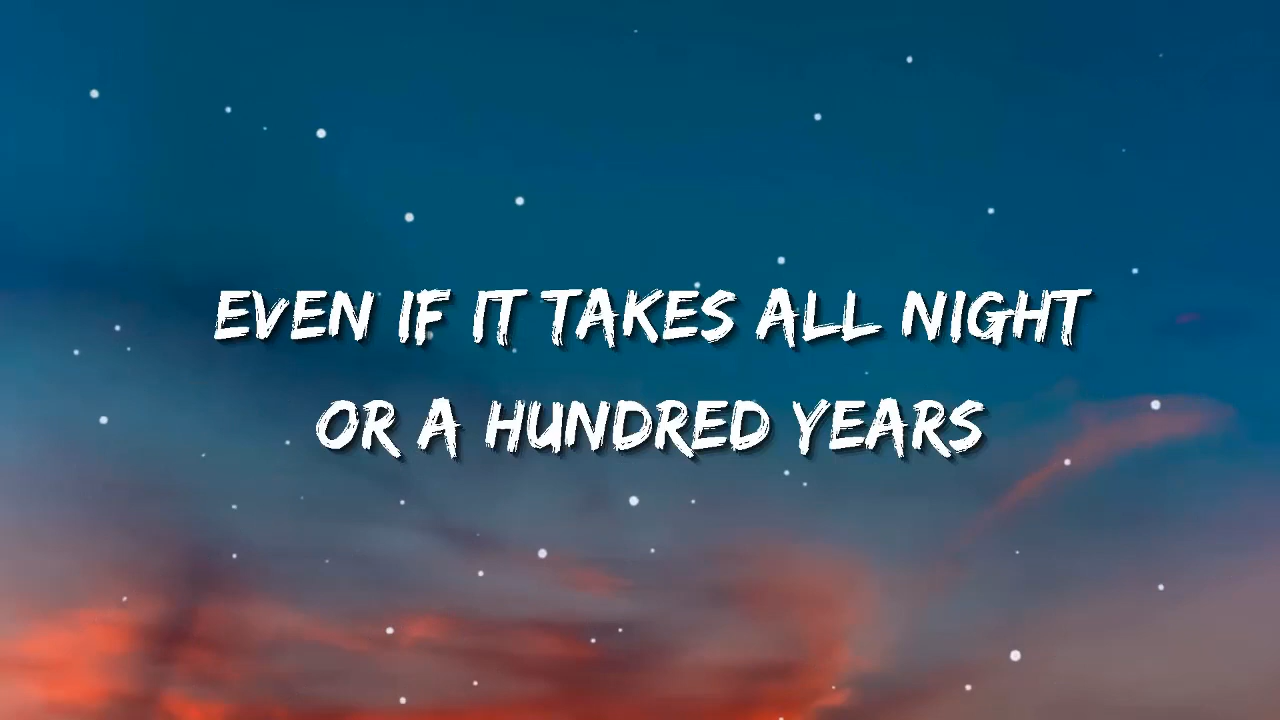 EVEN IF IT TAKES ALL NIGHT
OR A HUNDRED YEARS